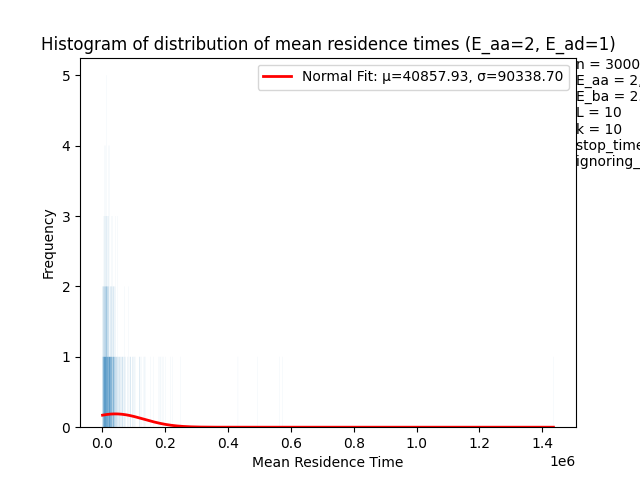 Histogram of distribution of mean residence times (E_aa=2, E_ad=1)
Normal Fit: μ=40857.93, σ=90338.70
n = 3000
E_aa = 2,
E_ba = 2
L = 10
k = 10
stop_time
ignoring_
Frequency
5
4
3
2
1
0
0.0 0.2 0.4 0.6 0.8 1.0 1.2 1.4
1e6
Mean Residence Time